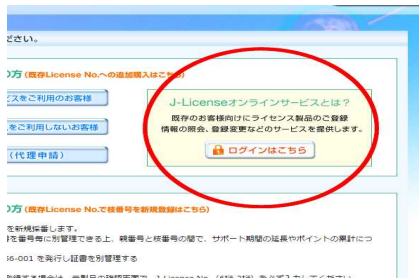 ださい。
の方 (既存License No.への追加購入はこちら)
ビスをご利用のお客様
をご利用しないお客様
(代理申請)
J-Licenseオンラインサービスとは？
既存のお客様向けにライセンス製品のご登録
情報の照会、登録変更などのサービスを提供します。
ログインはこちら
の方 (既存License No.で枝番号を新規登録はこちら)
を新規採番します。
を番号毎に別管理できる上、親番号と枝番号の間で、サポート期間の延長やポイントの累計につ
56-001 を発行し証書を別管理する